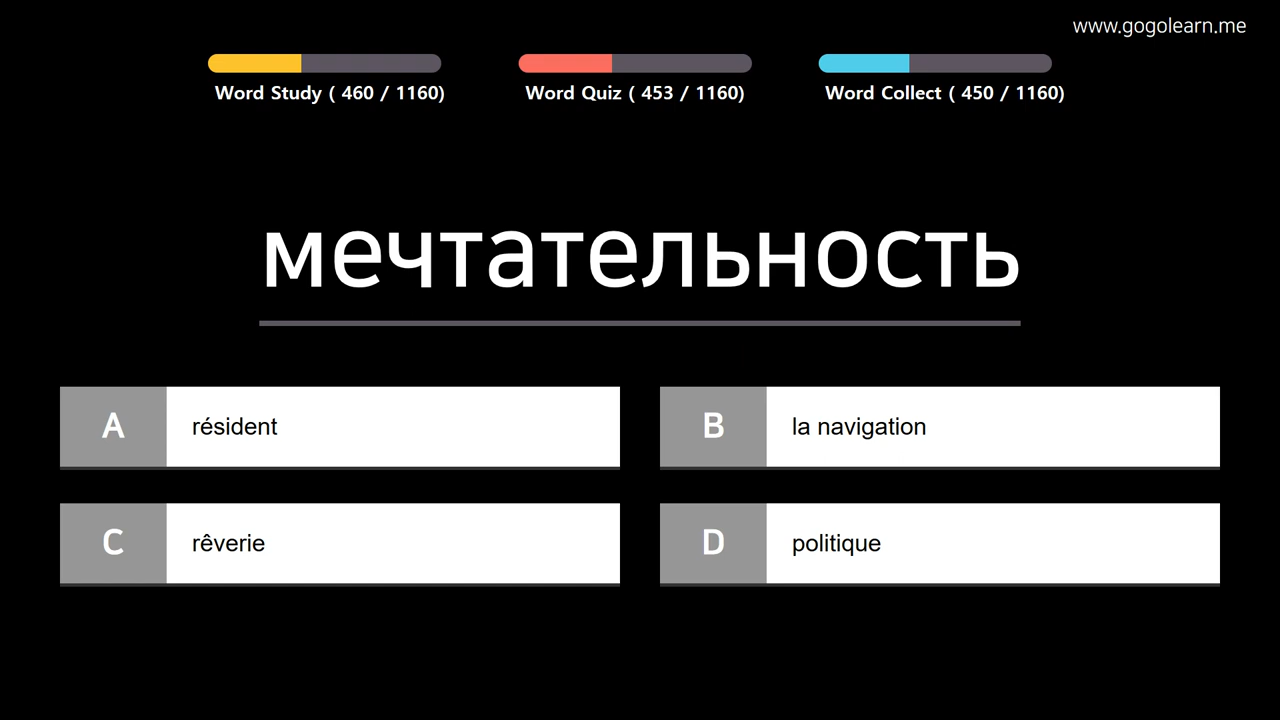 www.gogolearn.me
Word Study ( 460 / 1160)
Word Quiz ( 453 / 1160)
Word Collect ( 450 / 1160)
мечтательность
A résident
B la navigation
C rêverie
D politique